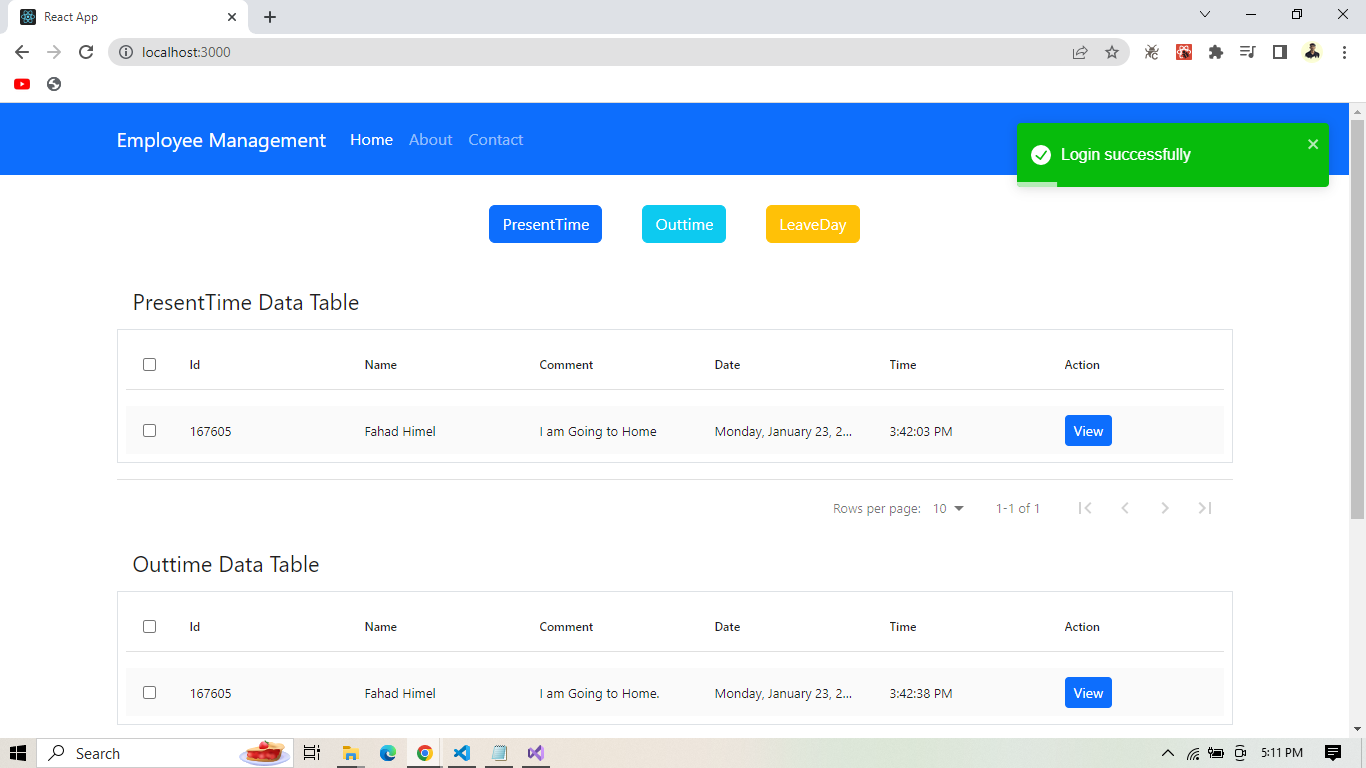 React App
localhost:3000
Employee Management Home About Contact
Login successfully
PresentTime Outtime LeaveDay
PresentTime Data Table
Id Name Comment Date Time Action
167605 Fahad Himel I am Going to Home Monday, January 23, 2... 3:42:03 PM View
Rows per page: 10 1-1 of 1
Outtime Data Table
Id Name Comment Date Time Action
167605 Fahad Himel I am Going to Home. Monday, January 23, 2... 3:42:38 PM View
Search 5:11 PM